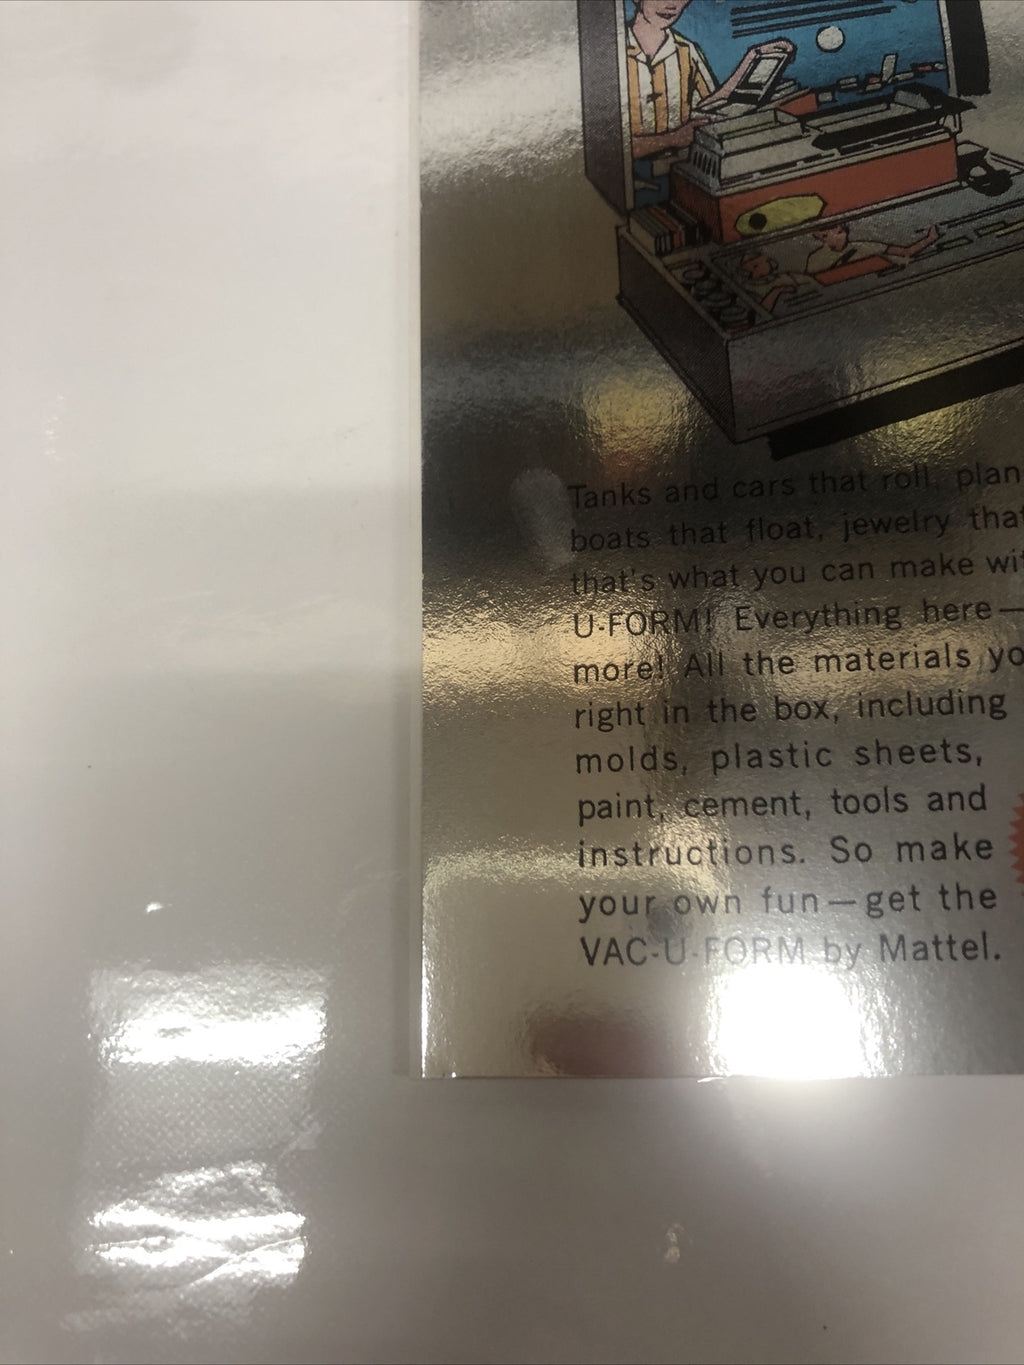 Tanks and cars that roll, plan
boats that float, jewelry that
that's what you can make wi
U-FORM! Everything here—
more! All the materials yo
right in the box, including
molds, plastic sheets,
paint, cement, tools and
instructions. So make
your own fun—get the
VAC-U-FORM by Mattel.